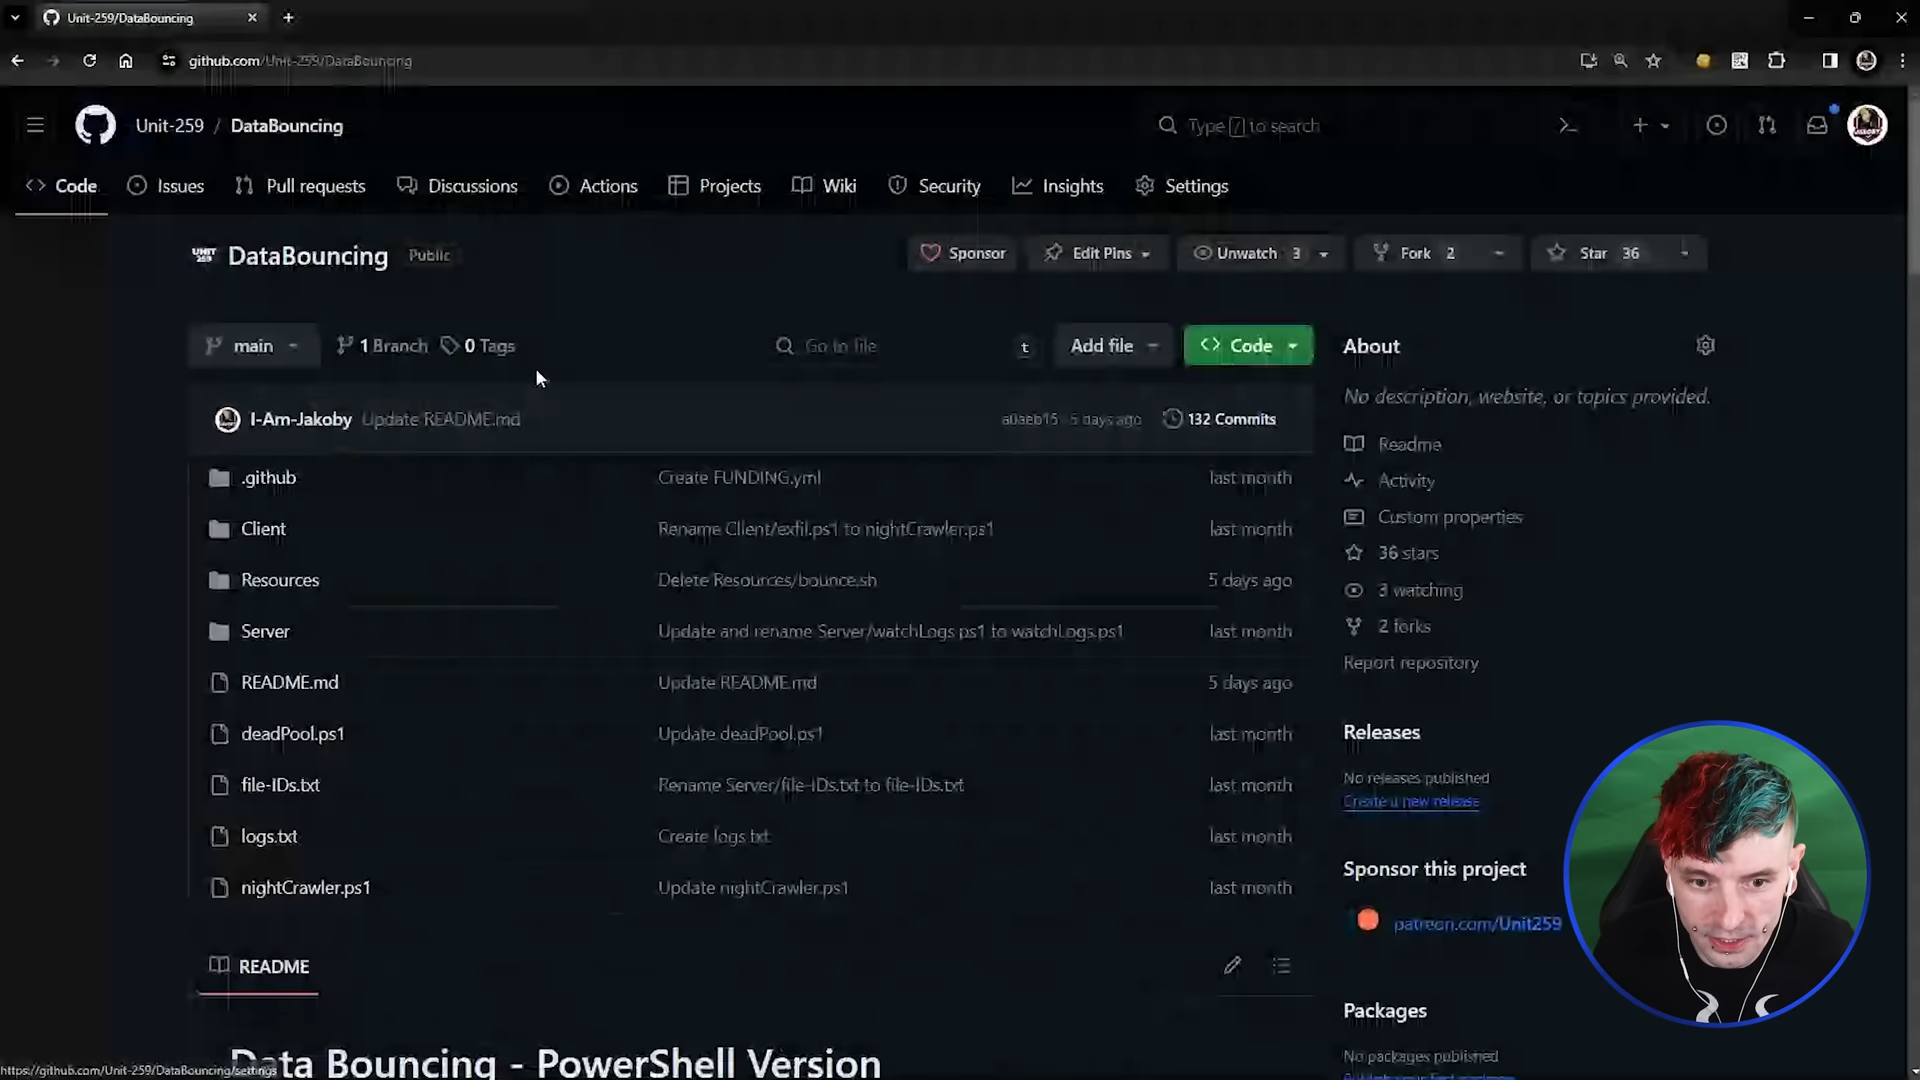 Unit-259/DataBouncing
github.com/Unit-259/DataBouncing
Unit-259 / DataBouncing
Type / to search
Code Issues Pull requests Discussions Actions Projects Wiki Security Insights Settings
UNIT 259 DataBouncing Public
Sponsor Edit Pins Unwatch 3 Fork 2 Star 36
main 1 Branch 0 Tags Go to file t Add file Code
I-Am-Jakoby Update README.md a0aeb15 · 5 days ago 132 Commits
.github Create FUNDING.yml last month
Client Rename Client/exfil.ps1 to nightCrawler.ps1 last month
Resources Delete Resources/bounce.sh 5 days ago
Server Update and rename Server/watchLogs.ps1 to watchLogs.ps1 last month
README.md Update README.md 5 days ago
deadPool.ps1 Update deadPool.ps1 last month
file-IDs.txt Rename Server/file-IDs.txt to file-IDs.txt last month
logs.txt Create logs.txt last month
nightCrawler.ps1 Update nightCrawler.ps1 last month
README
Data Bouncing - PowerShell Version
About
No description, website, or topics provided.
Readme
Activity
Custom properties
36 stars
3 watching
2 forks
Report repository
Releases
No releases published
Create a new release
Sponsor this project
patreon.com/Unit259
Packages
No packages published
https://github.com/Unit-259/DataBouncing/settings